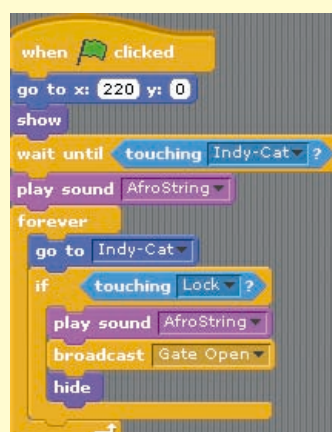 when clicked
go to x: 220 y: 0
show
wait until touching Indy-Cat ?
play sound AfroString
forever
go to Indy-Cat
if touching Lock ?
play sound AfroString
broadcast Gate Open
hide